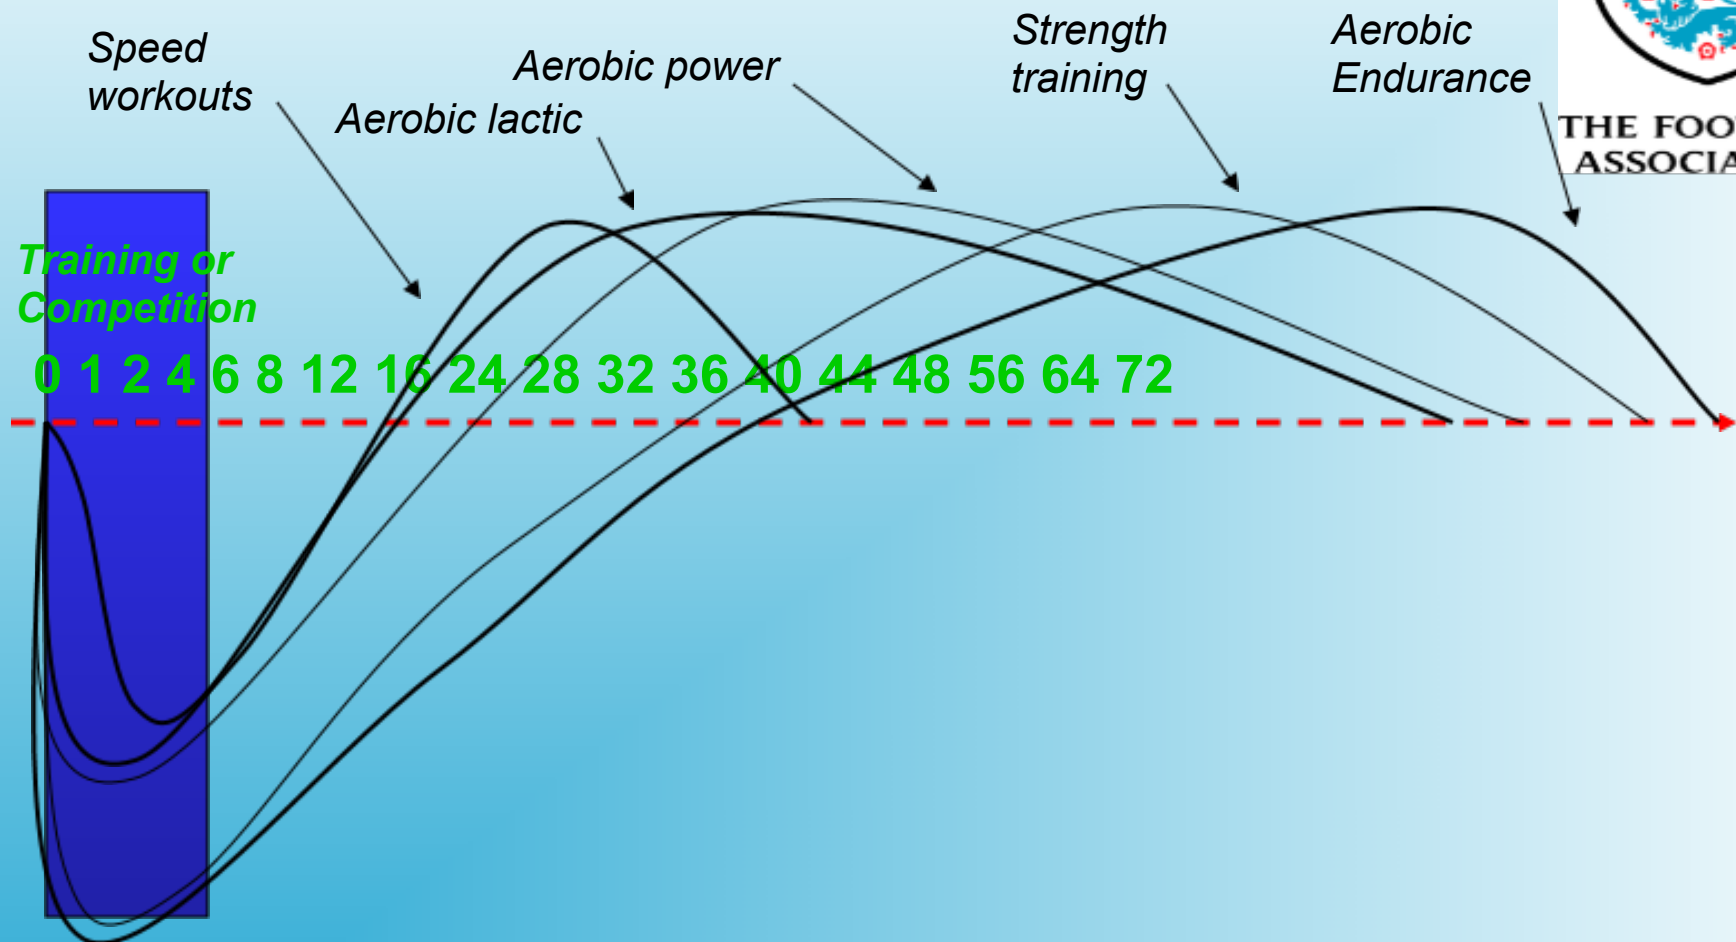 Speed
workouts
Aerobic lactic
Aerobic power
Strength
training
Aerobic
Endurance
THE FOO
ASSOCIA
Training or
Competition
0 1 2 4 6 8 12 16 24 28 32 36 40 44 48 56 64 72